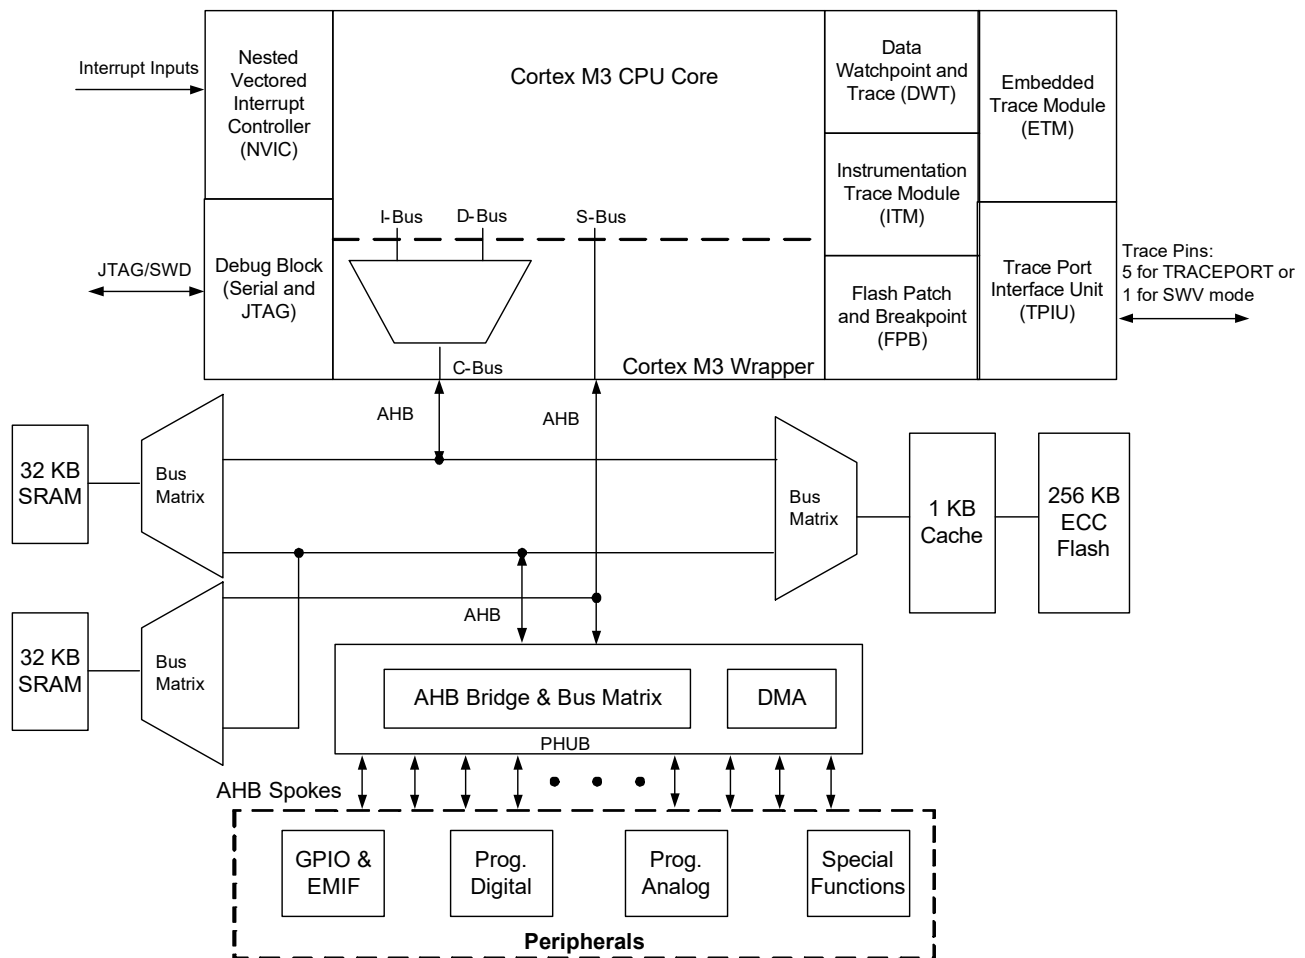 Interrupt Inputs
Nested
Vectored
Interrupt
Controller
(NVIC)
Cortex M3 CPU Core
Data
Watchpoint and
Trace (DWT)
Embedded
Trace Module
(ETM)
Instrumentation
Trace Module
(ITM)
I-Bus
D-Bus
S-Bus
JTAG/SWD
Debug Block
(Serial and
JTAG)
Flash Patch
and Breakpoint
(FPB)
Trace Port
Interface Unit
(TPIU)
Trace Pins:
5 for TRACEPORT or
1 for SWV mode
C-Bus
Cortex M3 Wrapper
AHB
AHB
32 KB
SRAM
Bus
Matrix
Bus
Matrix
1 KB
Cache
256 KB
ECC
Flash
AHB
32 KB
SRAM
Bus
Matrix
AHB Bridge & Bus Matrix
DMA
PHUB
AHB Spokes
GPIO &
EMIF
Prog.
Digital
Prog.
Analog
Special
Functions
Peripherals